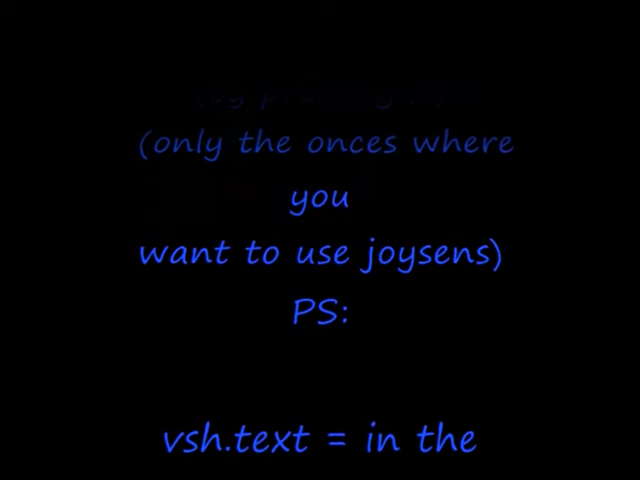 (only the onces where
you
want to use joysens)
PS:
vsh.text = in the